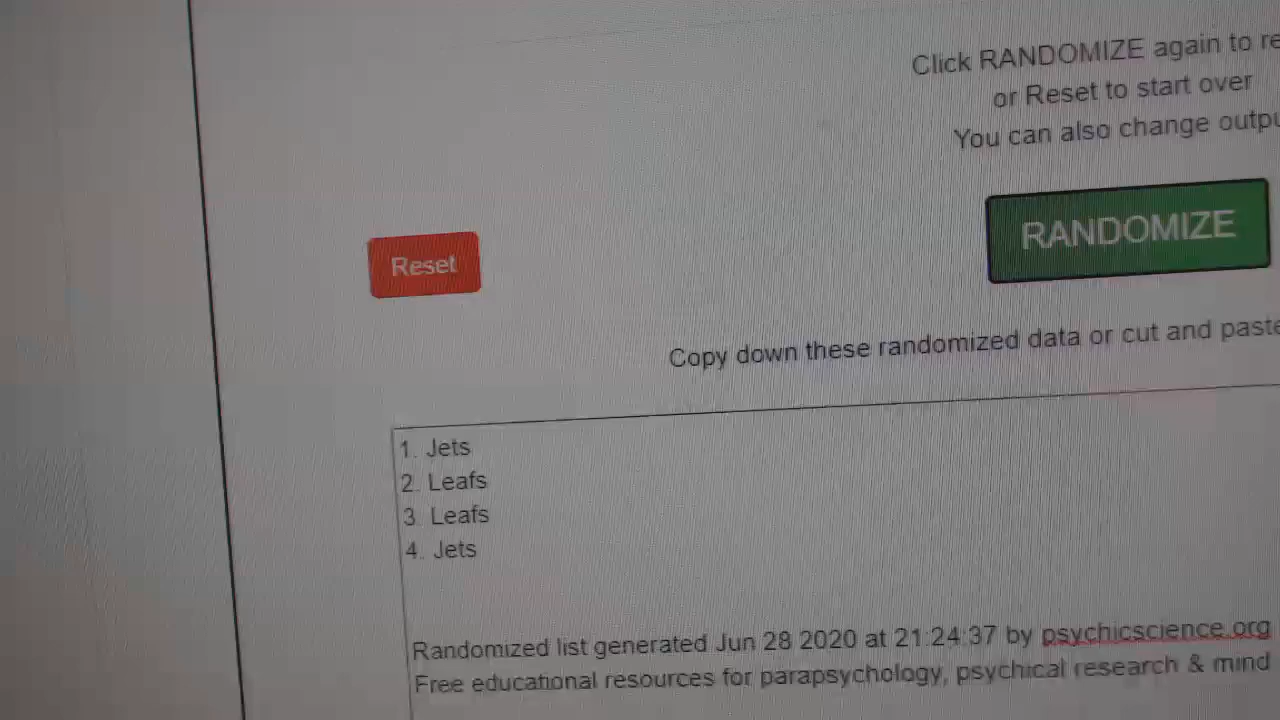 Click RANDOMIZE again to
or Reset to start over
You can also change
RANDOMIZE
Reset
Copy down these randomized data or cut and paste
1. Jets
2. Leafs
3. Leafs
4. Jets
Randomized list generated Jun 28 2020 at 21:24:37 by psychicscience.org
Free educational resources for parapsychology, psychical research & mind